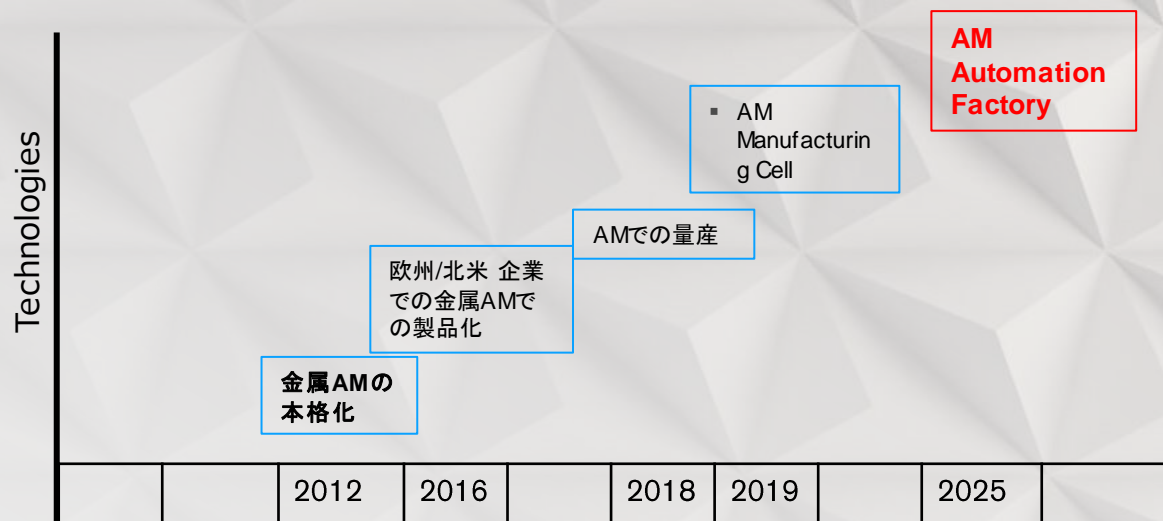 Technologies
AM
Automation
Factory
▪ AM
Manufacturin
g Cell
AMでの量産
欧州/北米 企業
での金属AMで
の製品化
金属AMの
本格化
2012 2016 2018 2019 2025